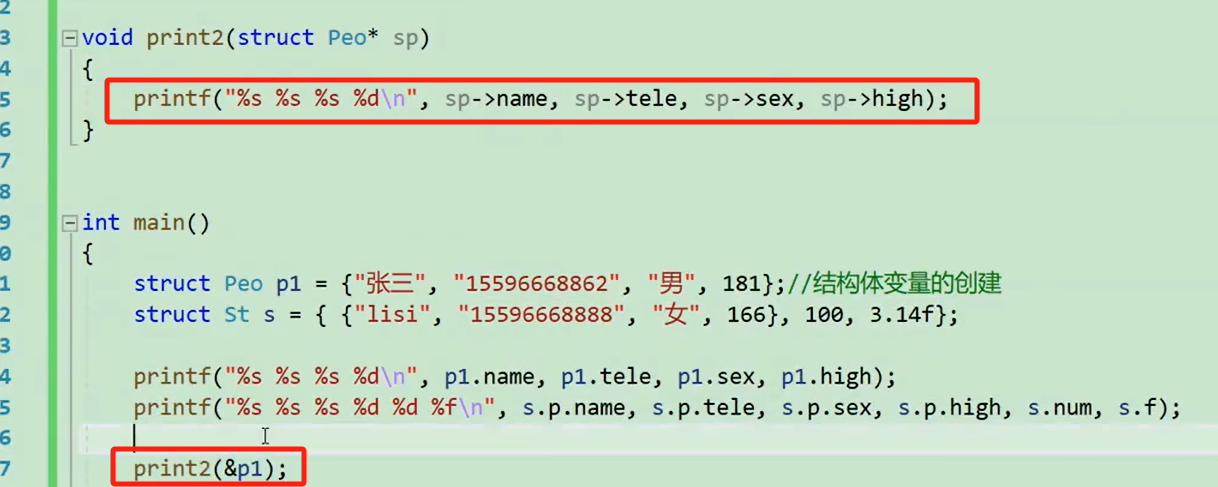 2
3 void print2(struct Peo* sp)
4 {
5 printf("%s %s %s %d\n", sp->name, sp->tele, sp->sex, sp->high);
6 }
7
8
9 int main()
0 {
1 struct Peo p1 = {"张三", "15596668862", "男", 181};//结构体变量的创建
2 struct St s = { {"lisi", "15596668888", "女", 166}, 100, 3.14f};
3
4 printf("%s %s %s %d\n", p1.name, p1.tele, p1.sex, p1.high);
5 printf("%s %s %s %d %d %f\n", s.p.name, s.p.tele, s.p.sex, s.p.high, s.num, s.f);
6
7 print2(&p1);